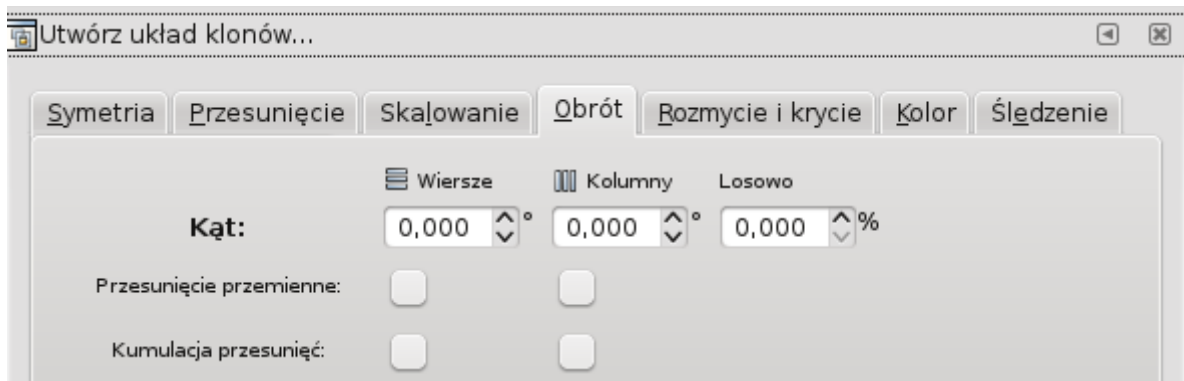 Utwórz układ klonów...
Symetria Przesunięcie Skalowanie Obrót Rozmycie i krycie Kolor Śledzenie
Wiersze Kolumny Losowo
Kąt: 0,000 ° 0,000 ° 0,000 %
Przesunięcie przemienne:
Kumulacja przesunięć: